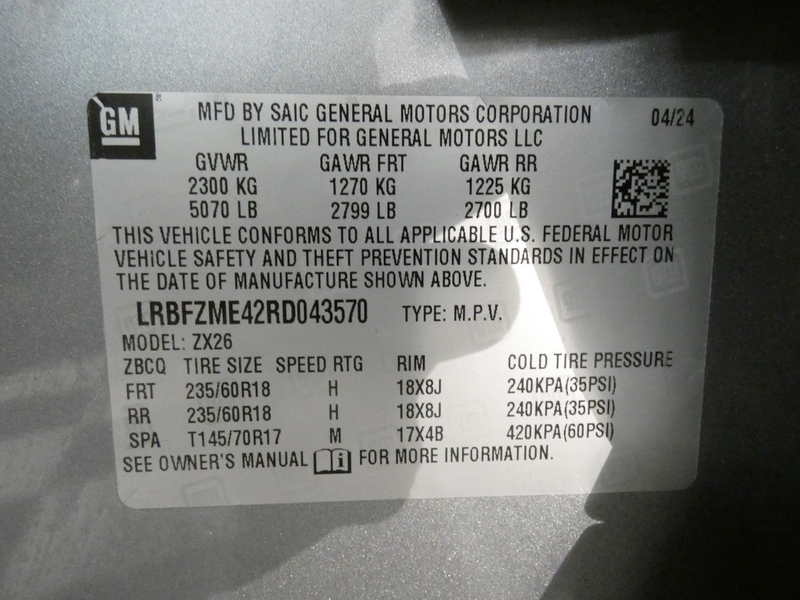 GM
MFD BY SAIC GENERAL MOTORS CORPORATION 04/24
LIMITED FOR GENERAL MOTORS LLC
GVWR GAWR FRT GAWR RR
2300 KG 1270 KG 1225 KG
5070 LB 2799 LB 2700 LB
THIS VEHICLE CONFORMS TO ALL APPLICABLE U.S. FEDERAL MOTOR
VEHICLE SAFETY AND THEFT PREVENTION STANDARDS IN EFFECT ON
THE DATE OF MANUFACTURE SHOWN ABOVE.
LRBFZME42RD043570 TYPE: M.P.V.
MODEL: ZX26
ZBCQ TIRE SIZE SPEED RTG RIM COLD TIRE PRESSURE
FRT 235/60R18 H 18X8J 240KPA(35PSI)
RR 235/60R18 H 18X8J 240KPA(35PSI)
SPA T145/70R17 M 17X4B 420KPA(60PSI)
SEE OWNER'S MANUAL FOR MORE INFORMATION.